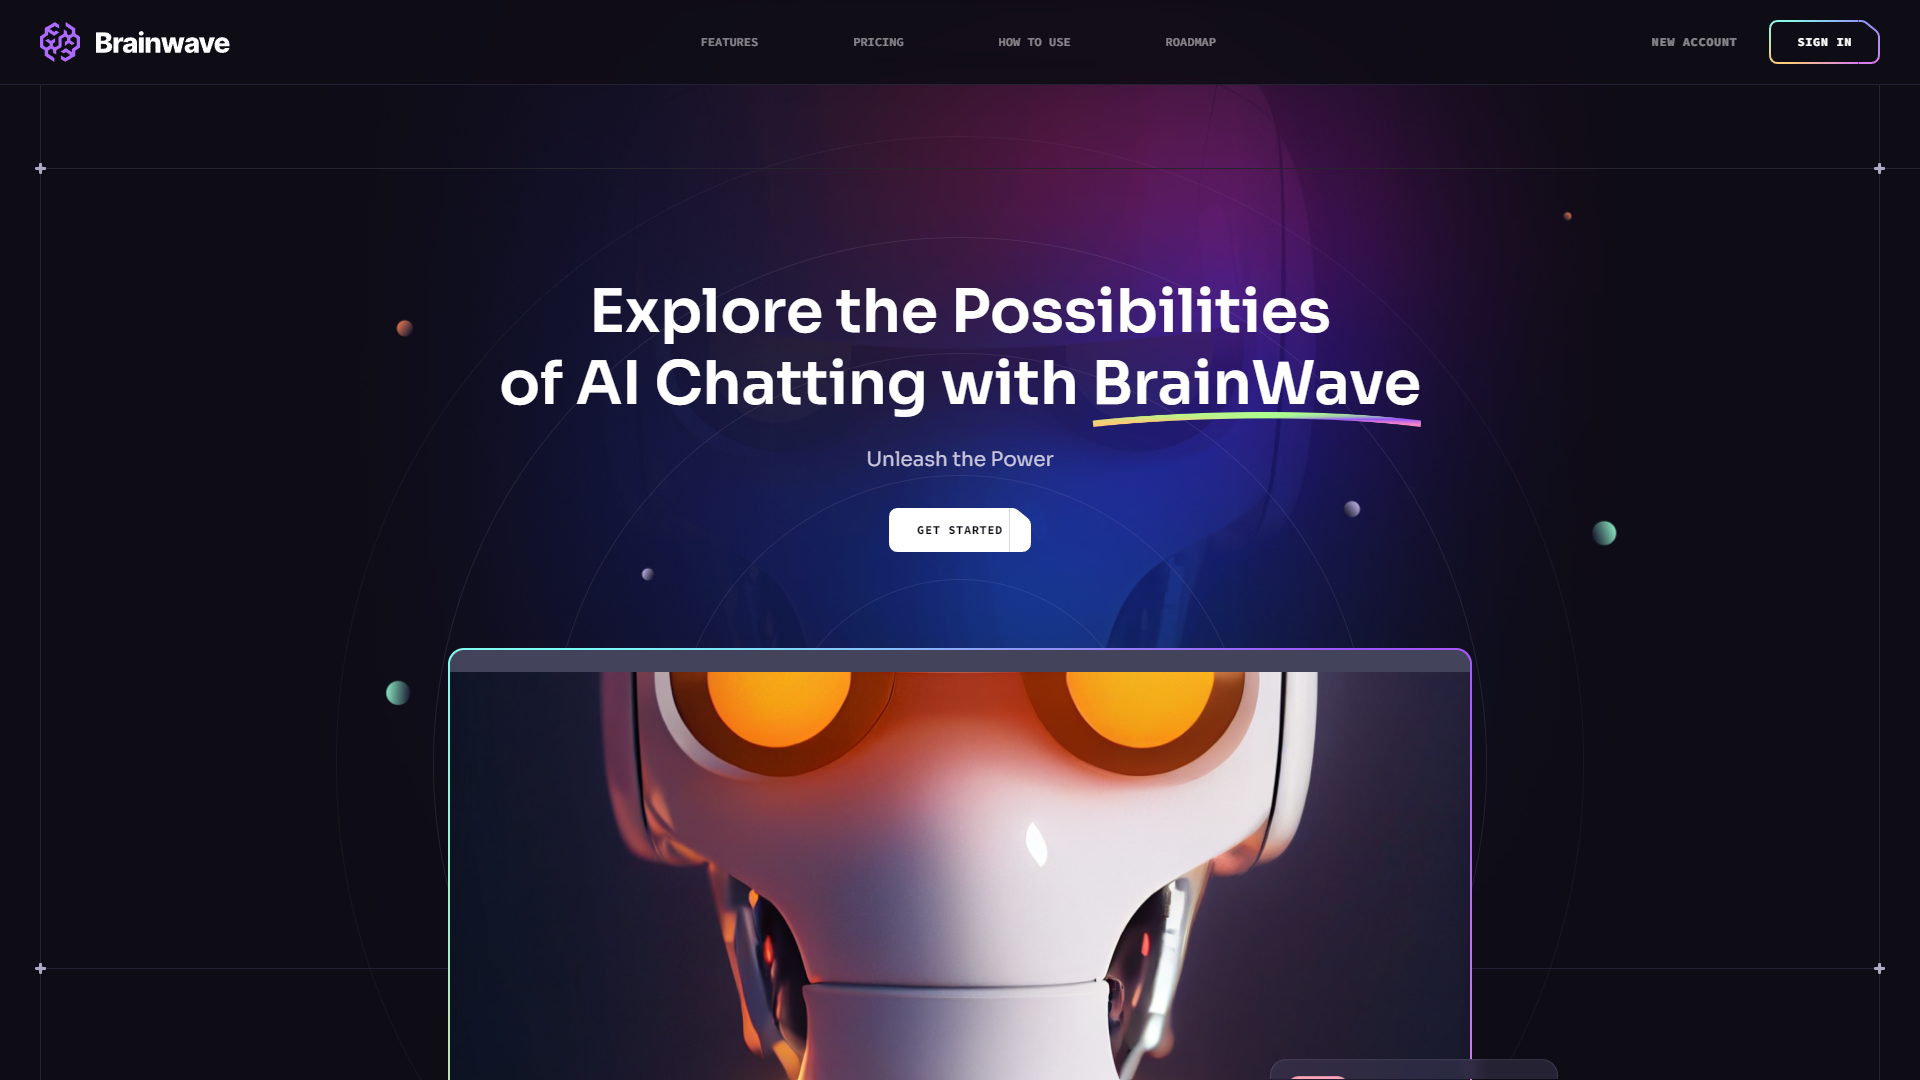 Brainwave
FEATURES
PRICING
HOW TO USE
ROADMAP
NEW ACCOUNT
SIGN IN
Explore the Possibilities
of AI Chatting with BrainWave
Unleash the Power
GET STARTED